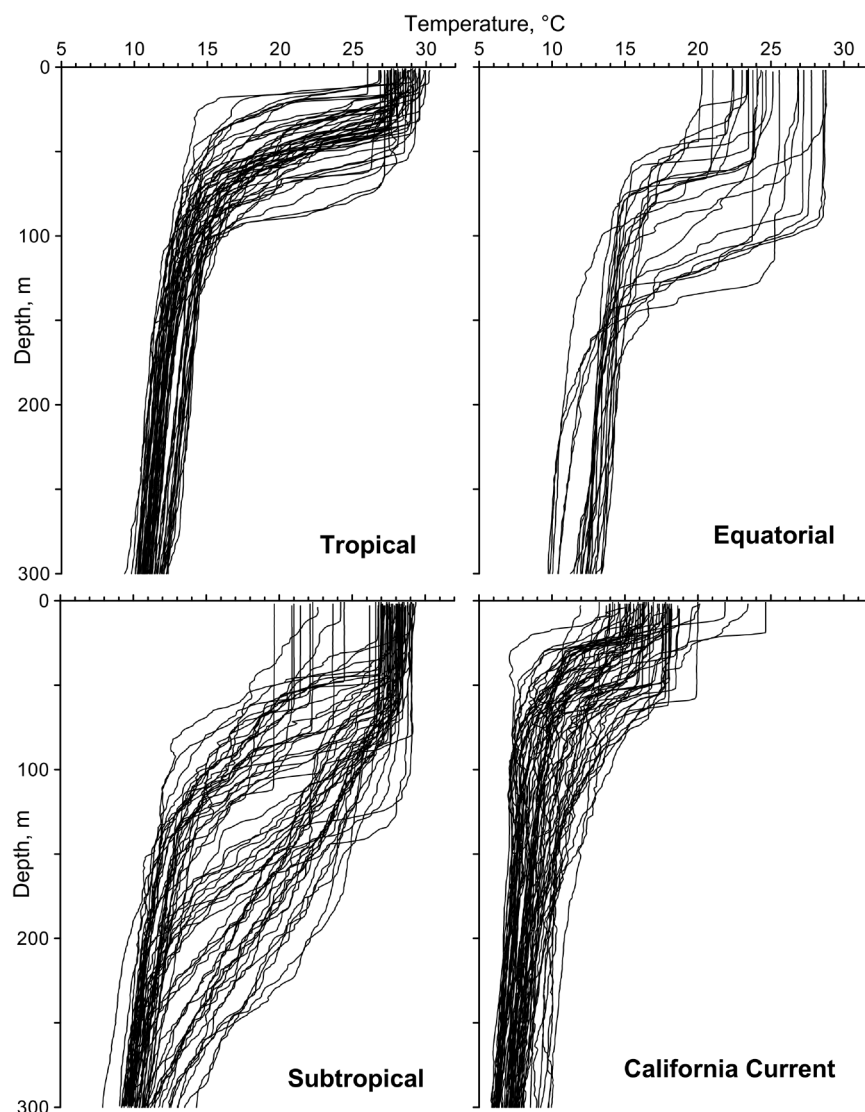 Temperature, °C
5 10 15 20 25 30 5 10 15 20 25 30
0
100
200
300
Depth, m
Tropical
Equatorial
0
100
200
300
Depth, m
Subtropical
California Current